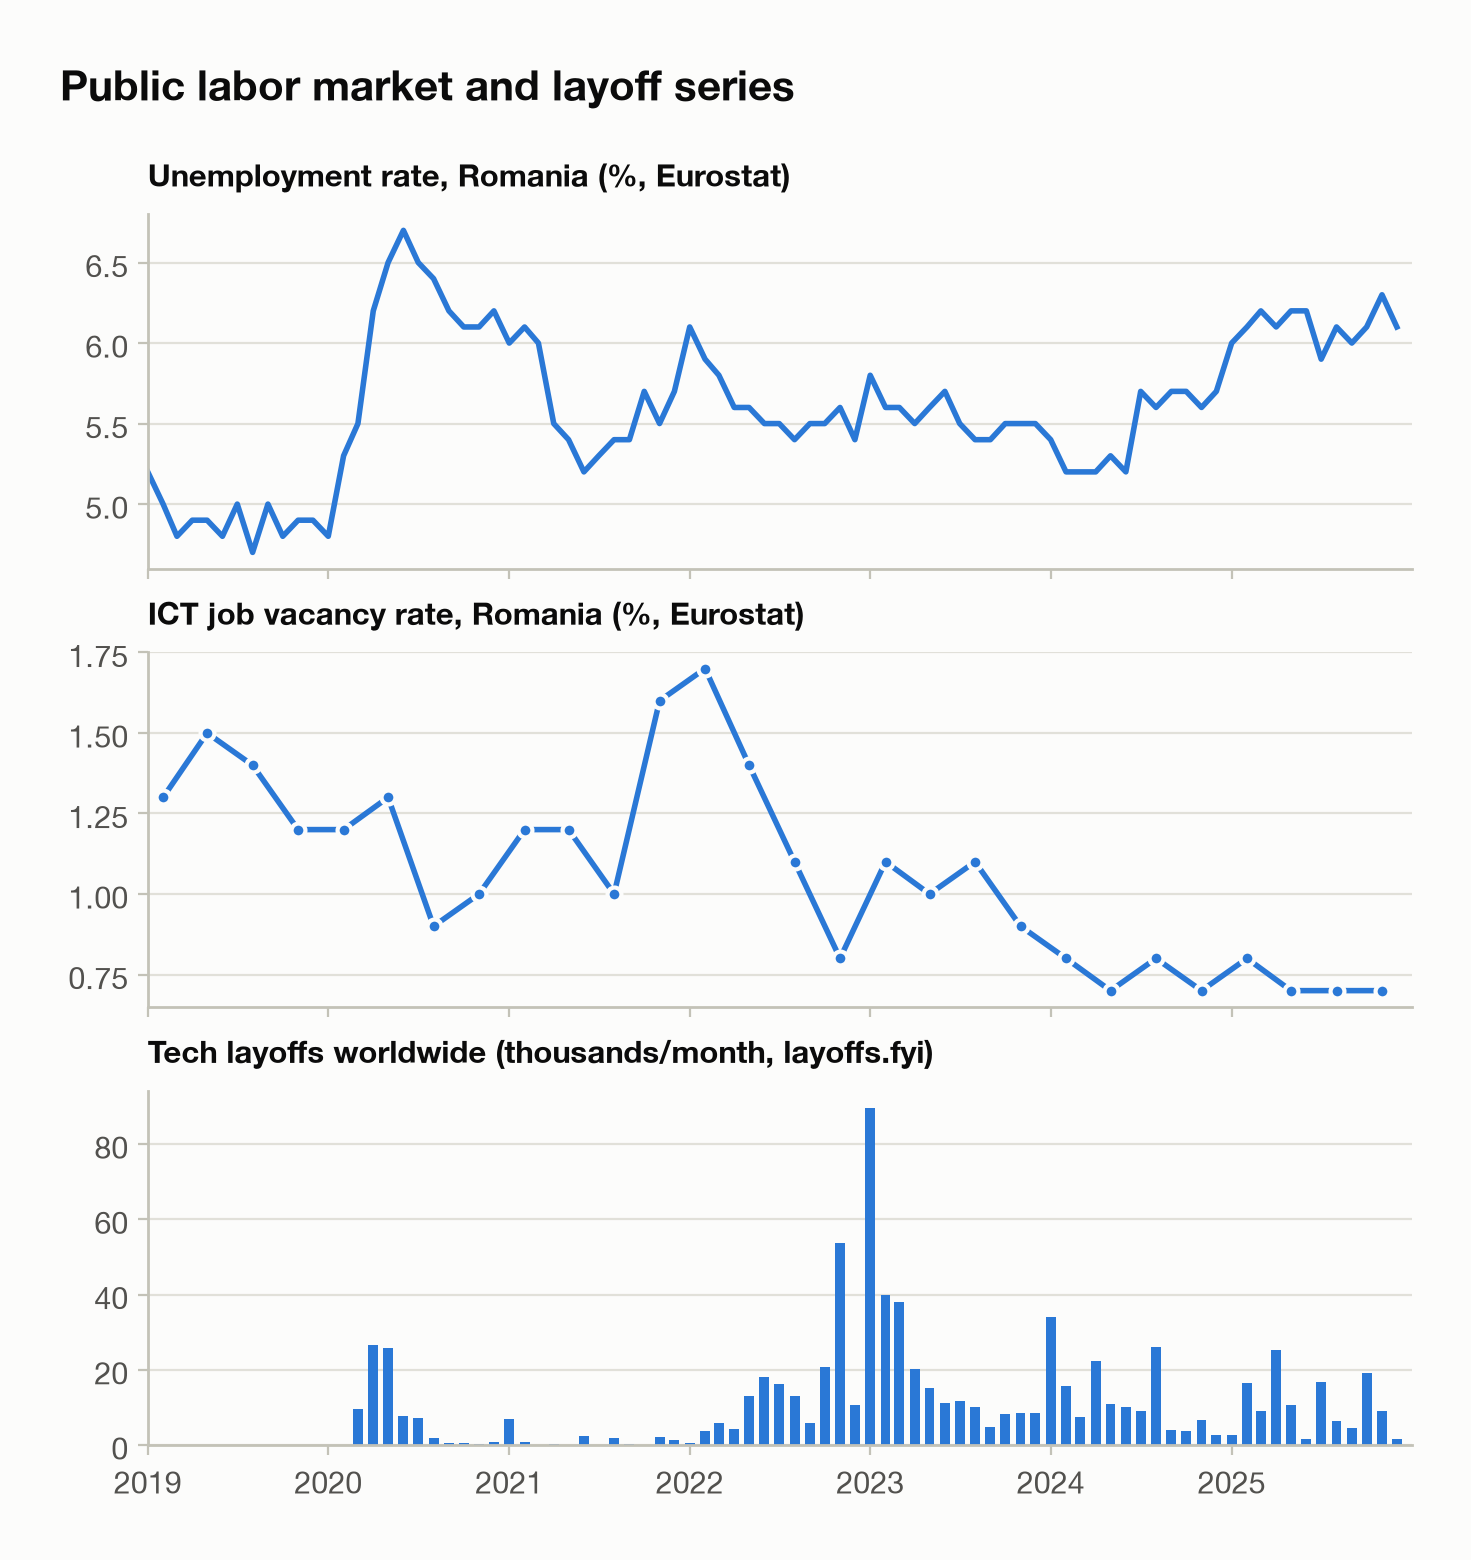 Public labor market and layoff series
Unemployment rate, Romania (%, Eurostat)
6.5
6.0
5.5
5.0
ICT job vacancy rate, Romania (%, Eurostat)
1.75
1.50
1.25
1.00
0.75
Tech layoffs worldwide (thousands/month, layoffs.fyi)
80
60
40
20
0
2019 2020 2021 2022 2023 2024 2025